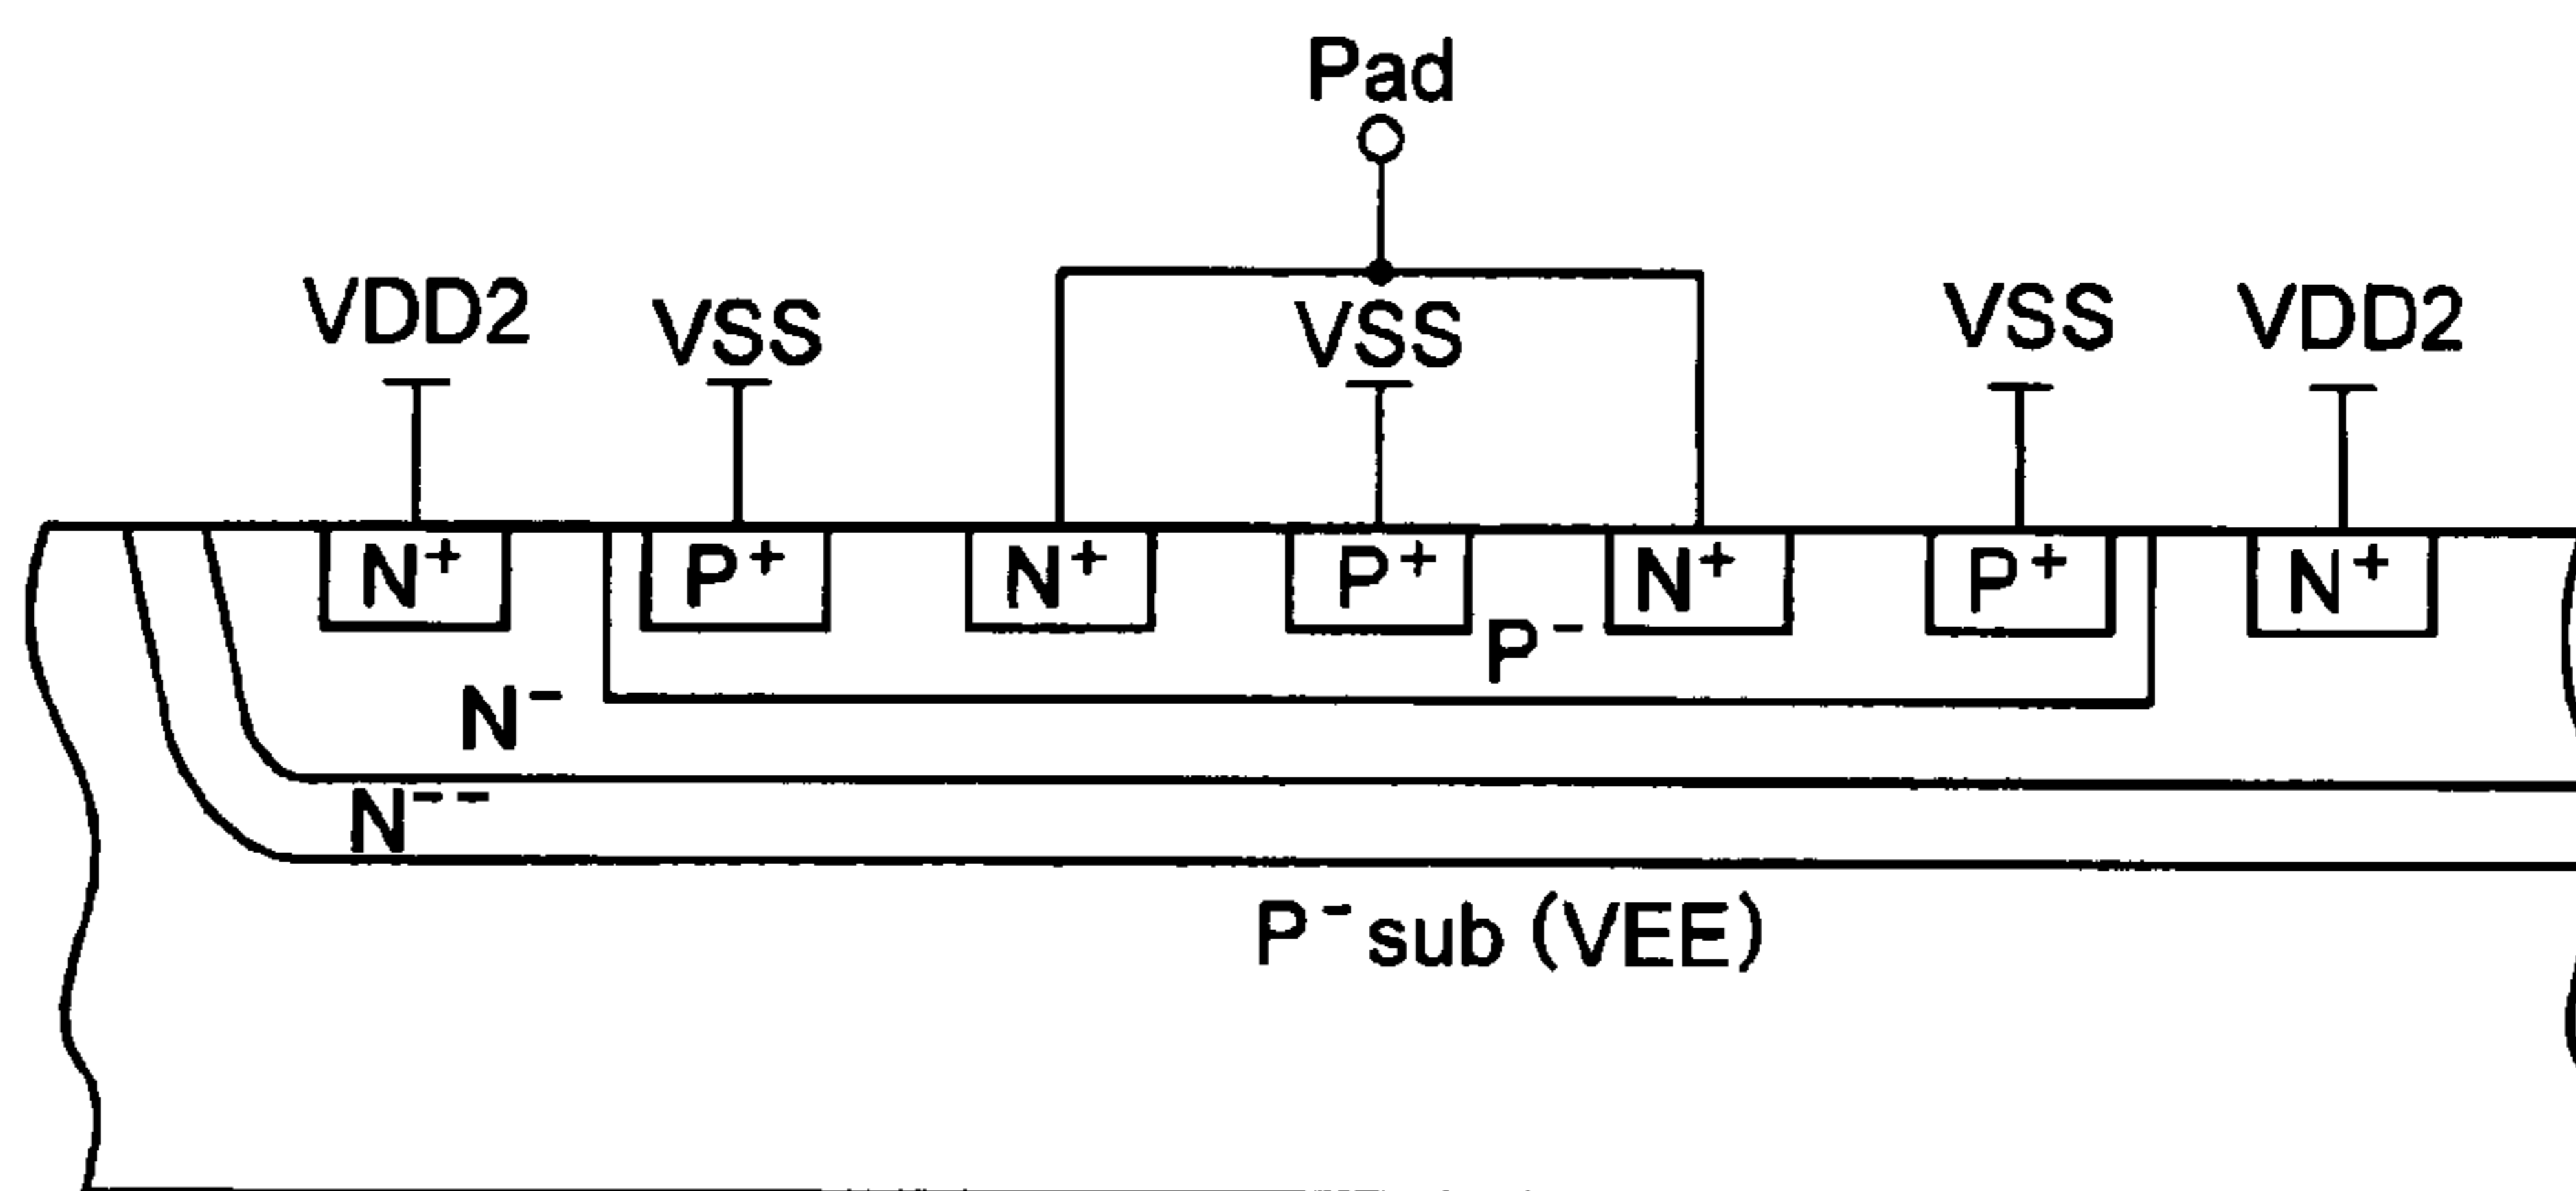 Pad
VDD2 VSS VSS VSS VDD2
N⁺ P⁺ N⁺ P⁺ N⁺ P⁺ N⁺
P⁻
N⁻
N⁻⁻
P⁻sub (VEE)